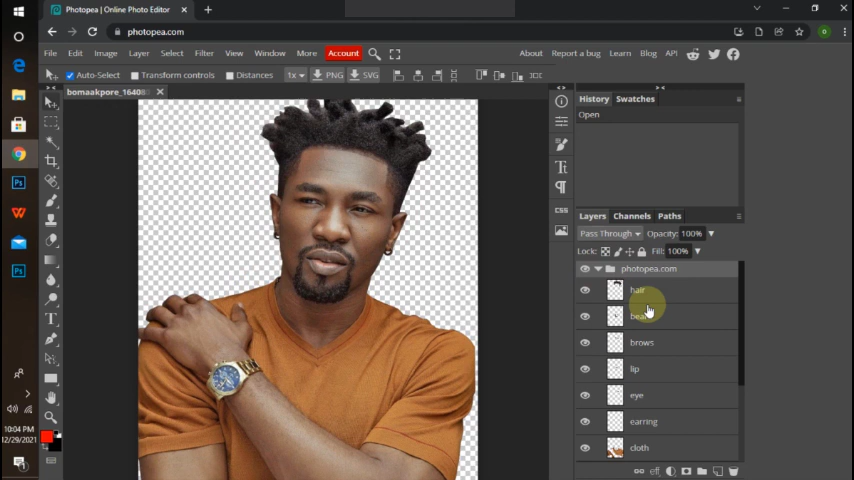 Photopea | Online Photo Editor
photopea.com
File Edit Image Layer Select Filter View Window More Account
About Report a bug Learn Blog API
Auto-Select Transform controls Distances 1x PNG SVG
bomaakpore_16408
History Swatches
Open
CSS
Layers Channels Paths
Pass Through Opacity: 100%
Lock: Fill: 100%
photopea.com
hair
brows
lip
eye
earring
cloth
eff
10:04 PM
12/29/2021